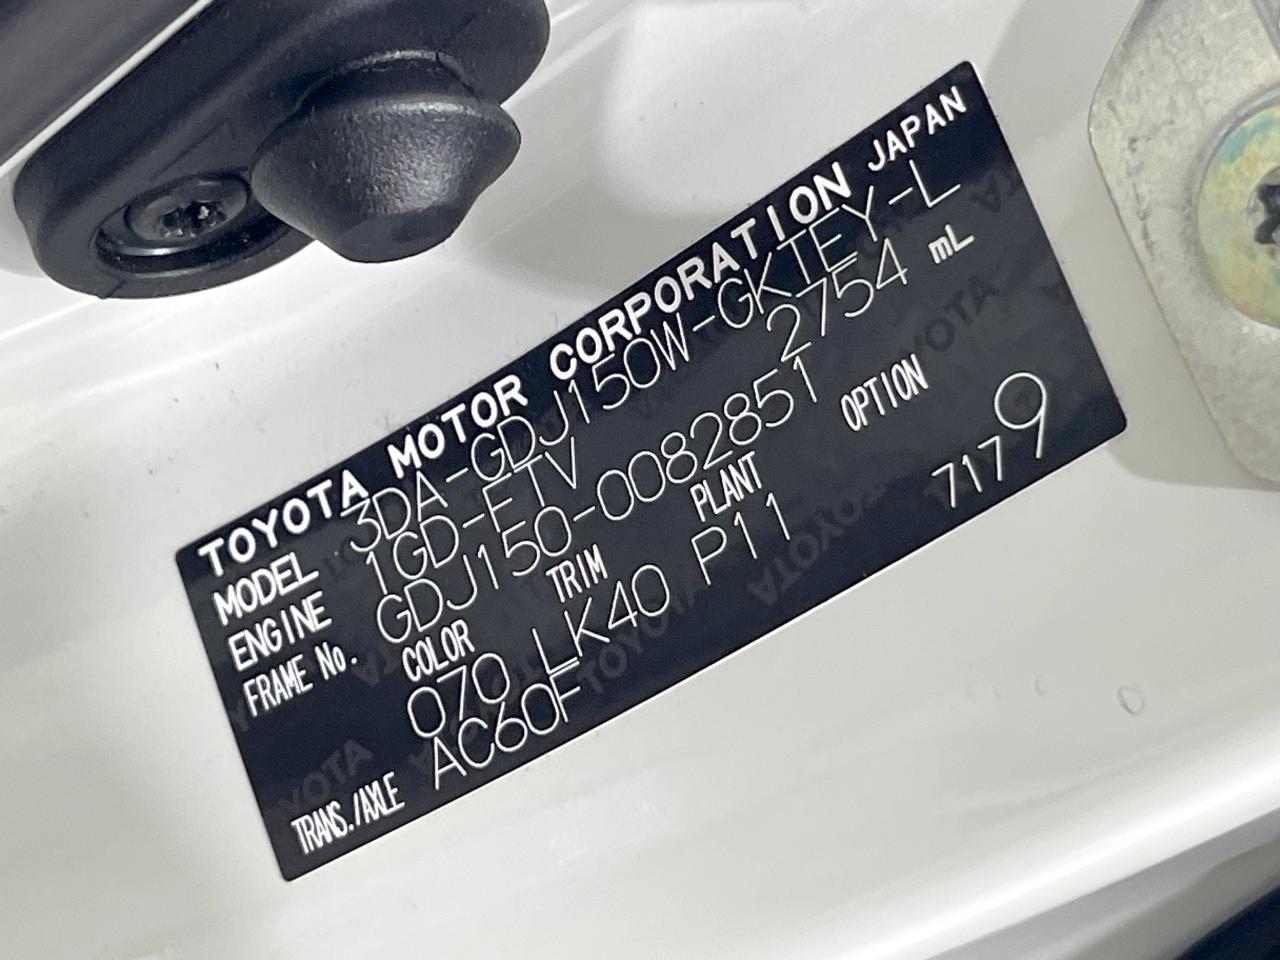 TOYOTA MOTOR CORPORATION JAPAN
MODEL 3DA-GDJ150W-GKTEY-L
ENGINE 1GD-FTV 2754 mL
FRAME No. GDJ150-0082851
COLOR TRIM PLANT OPTION
070 LK40 P11 7179
TRANS./AXLE AC60F